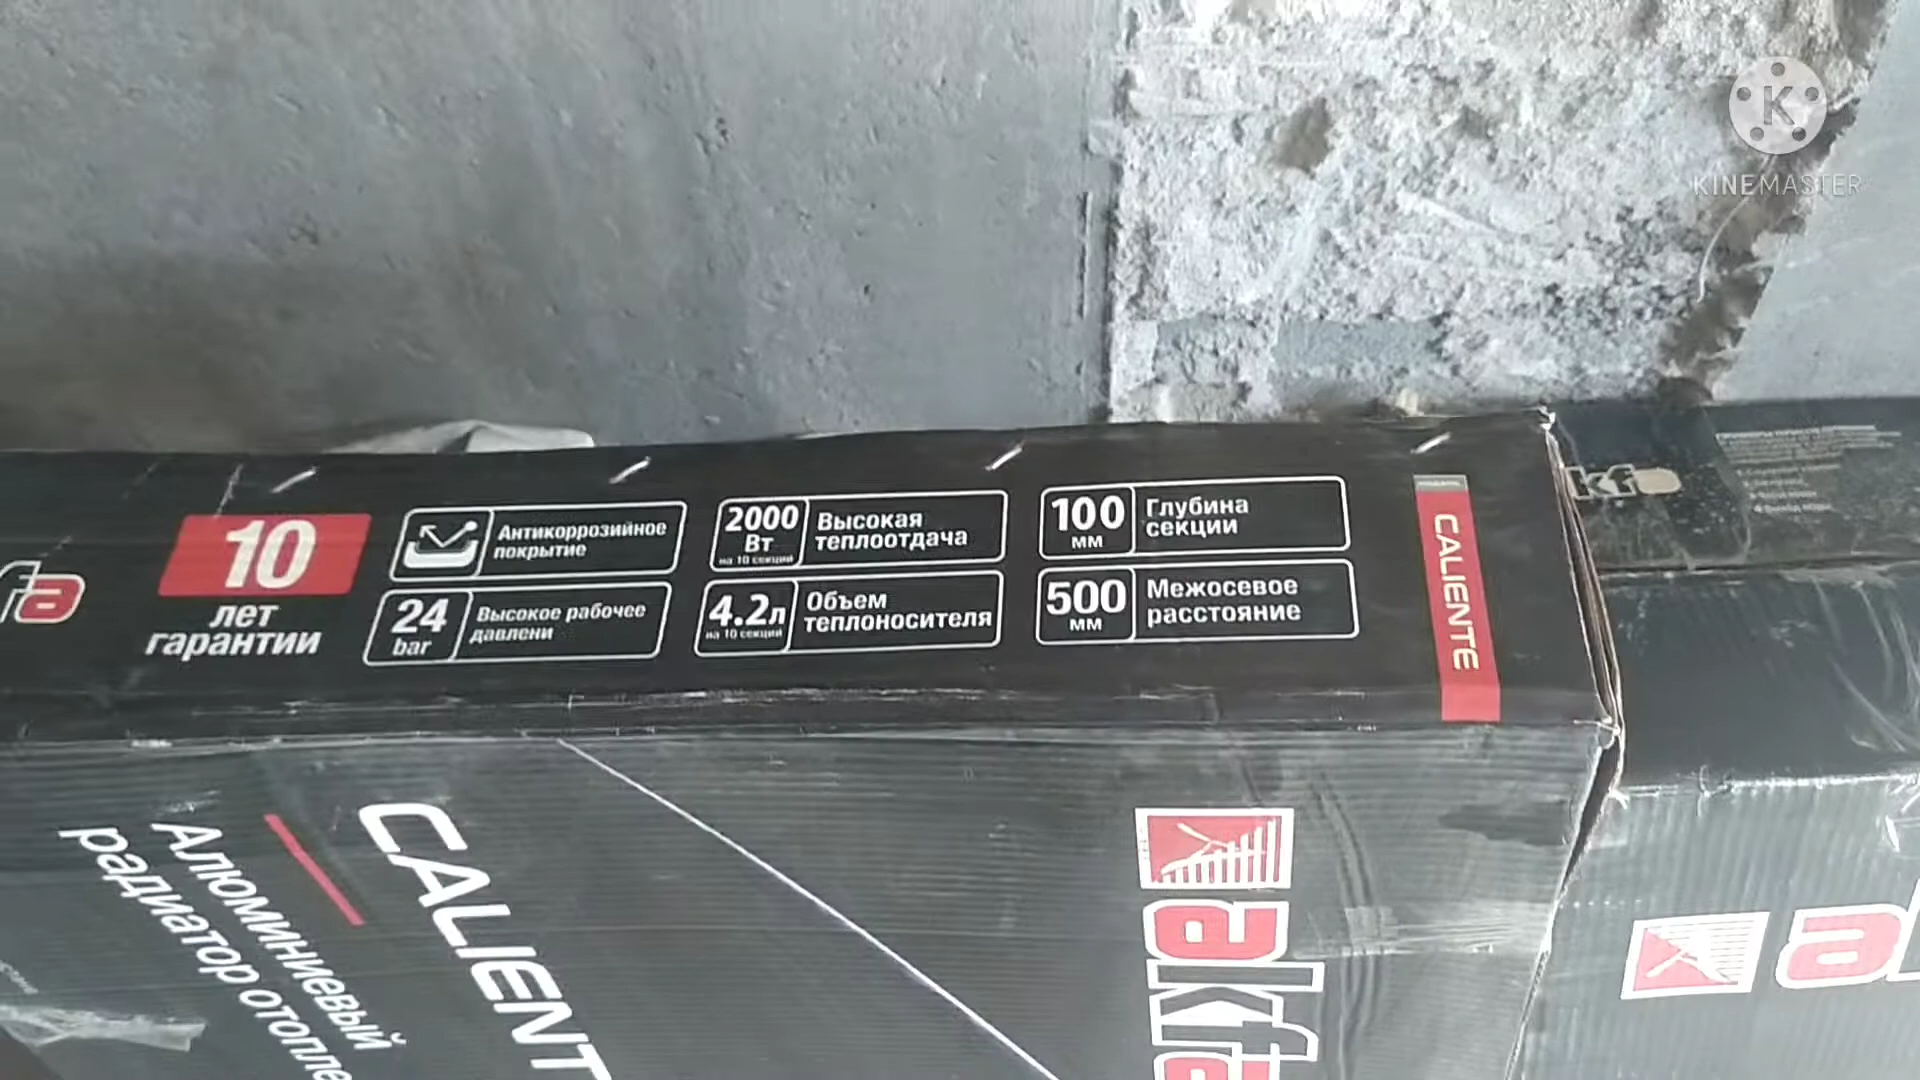 KINEMASTER
kfa
fa
10
лет
гарантии
Антикоррозийное
покрытие
24
bar
Высокое рабочее
давлени
2000
Вт
на 10 секций
Высокая
теплоотдача
4.2л
на 10 секций
Объем
теплоносителя
100
мм
Глубина
секции
500
мм
Межосевое
расстояние
CALIENTE
CALIENT
Алюминиевый
радиатор отопле
akfa
a